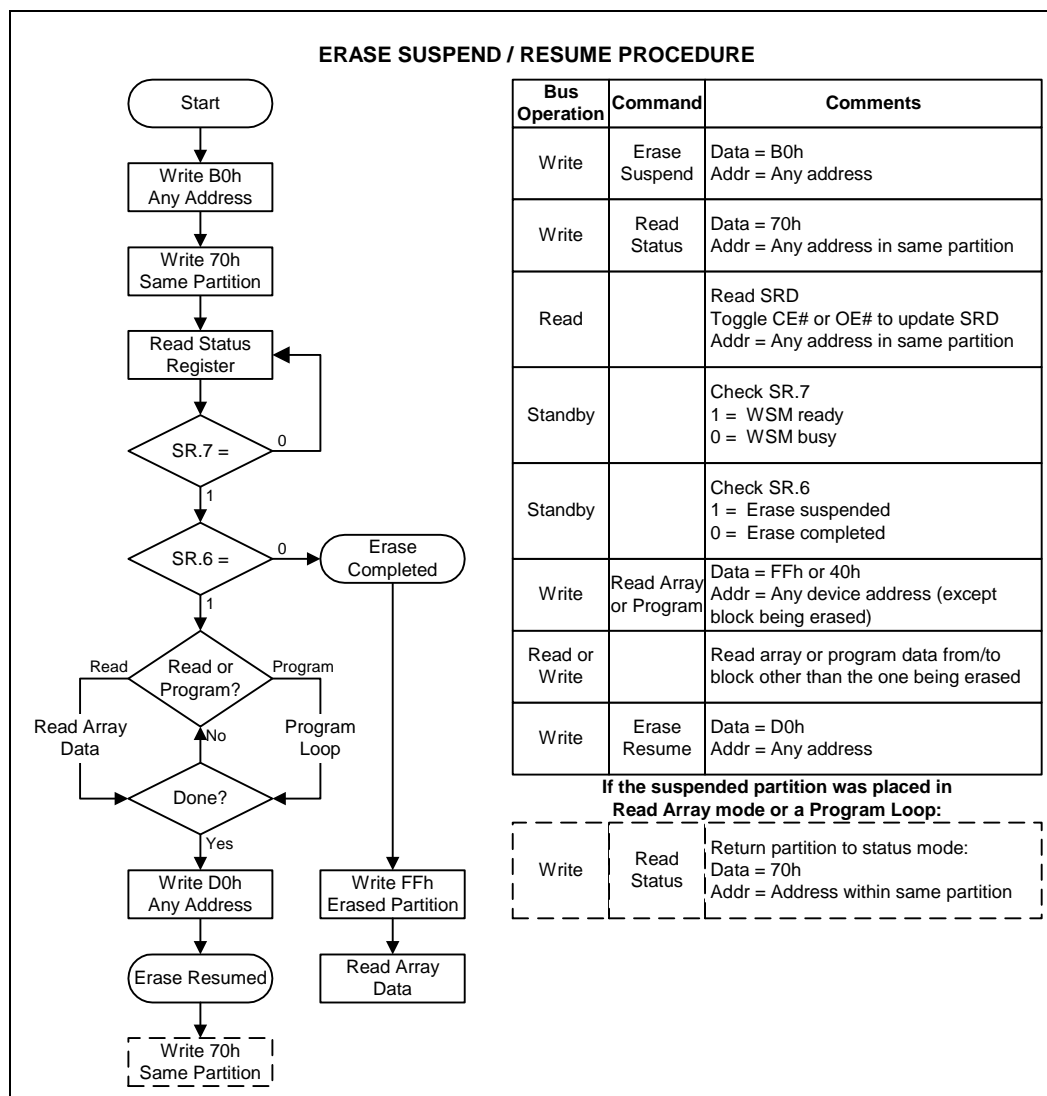 ERASE SUSPEND / RESUME PROCEDURE
Start
Write B0h
Any Address
Write 70h
Same Partition
Read Status
Register
SR.7 =
0
1
SR.6 =
0
Erase
Completed
1
Read
Read or
Program?
Program
Read Array
Data
No
Program
Loop
Done?
Yes
Write D0h
Any Address
Write FFh
Erased Partition
Erase Resumed
Read Array
Data
Write 70h
Same Partition
Bus
Operation
Command
Comments
Write
Erase
Suspend
Data = B0h
Addr = Any address
Write
Read
Status
Data = 70h
Addr = Any address in same partition
Read
Read SRD
Toggle CE# or OE# to update SRD
Addr = Any address in same partition
Standby
Check SR.7
1 = WSM ready
0 = WSM busy
Standby
Check SR.6
1 = Erase suspended
0 = Erase completed
Write
Read Array
or Program
Data = FFh or 40h
Addr = Any device address (except
block being erased)
Read or
Write
Read array or program data from/to
block other than the one being erased
Write
Erase
Resume
Data = D0h
Addr = Any address
If the suspended partition was placed in
Read Array mode or a Program Loop:
Write
Read
Status
Return partition to status mode:
Data = 70h
Addr = Address within same partition